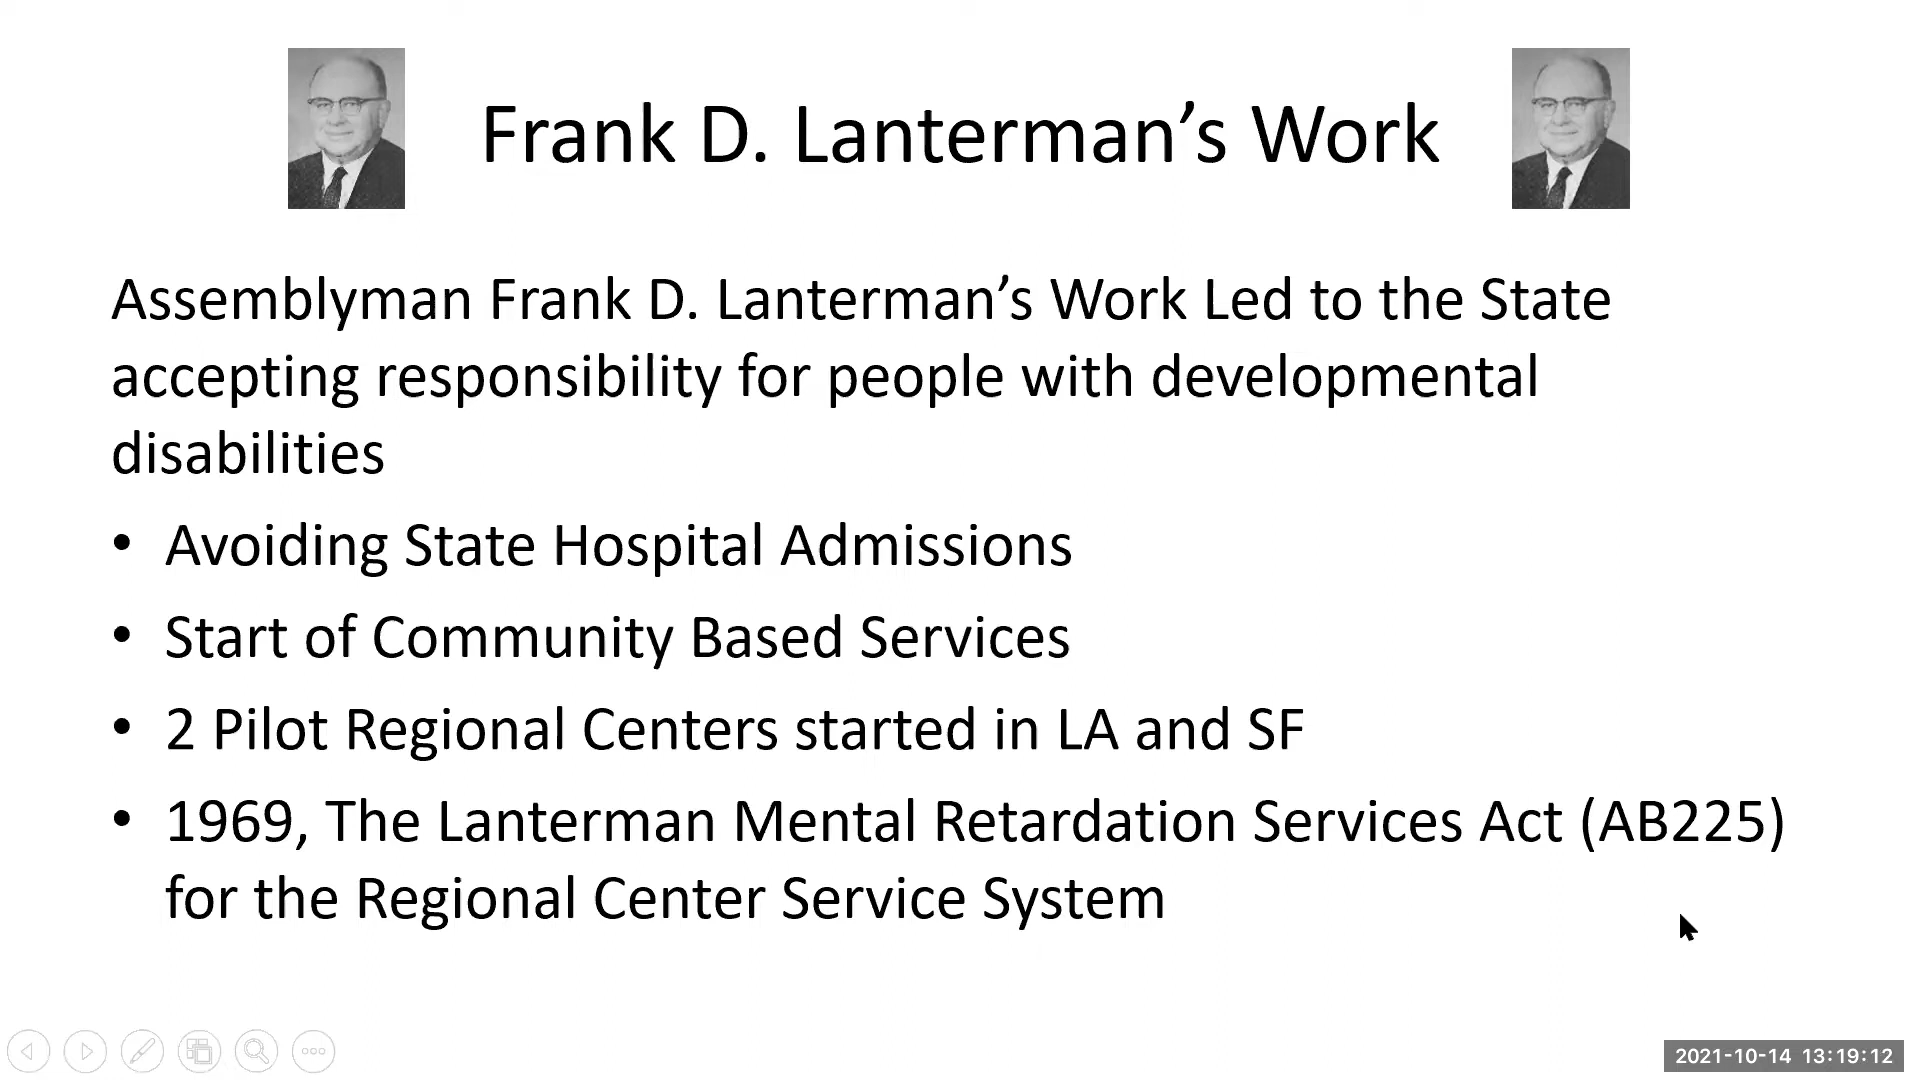 Frank D. Lanterman’s Work
Assemblyman Frank D. Lanterman’s Work Led to the State
accepting responsibility for people with developmental
disabilities
• Avoiding State Hospital Admissions
• Start of Community Based Services
• 2 Pilot Regional Centers started in LA and SF
• 1969, The Lanterman Mental Retardation Services Act (AB225)
for the Regional Center Service System
2021-10-14 13:19:12